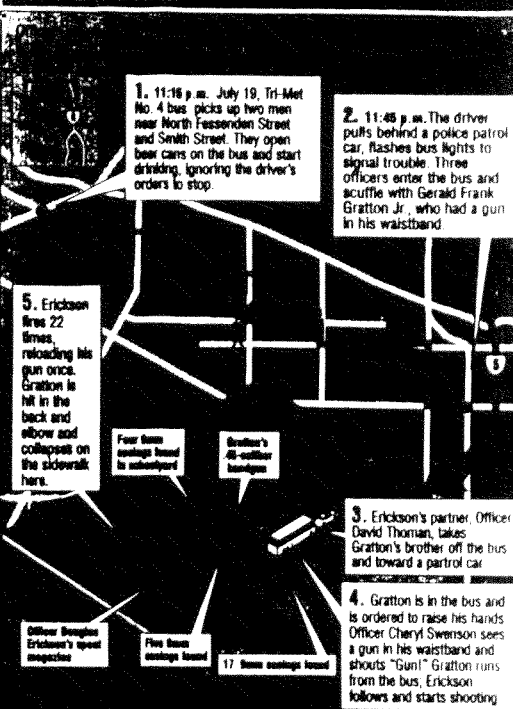 1. 11:15 p.m. July 19, Tri-Met
No. 4 bus picks up two men
near North Fessenden Street
and Smith Street. They open
beer cans on the bus and start
drinking, ignoring the driver's
orders to stop.
2. 11:45 p.m. The driver
pulls behind a police patrol
car, flashes bus lights to
signal trouble. Three
officers enter the bus and
scuffle with Gerald Frank
Gratton Jr., who had a gun
in his waistband
5
3. Erickson's partner, Officer
David Thoman, takes
Gratton's brother off the bus
and toward a partrol car
4. Gratton is in the bus and
is ordered to raise his hands
Officer Cheryl Swenson sees
a gun in his waistband and
shouts "Gun!" Gratton runs
from the bus, Erickson
follows and starts shooting
5. Erickson
fires 22
times,
reloading his
gun once.
Gratton is
hit in the
back and
elbow and
collapses on
the sidewalk
here.
Four 9mm
casings found
in schoolyard
Gratton's
handgun
Officer Douglas
Erickson's spent
magazine
Five 9mm
casings found
17 9mm casings found